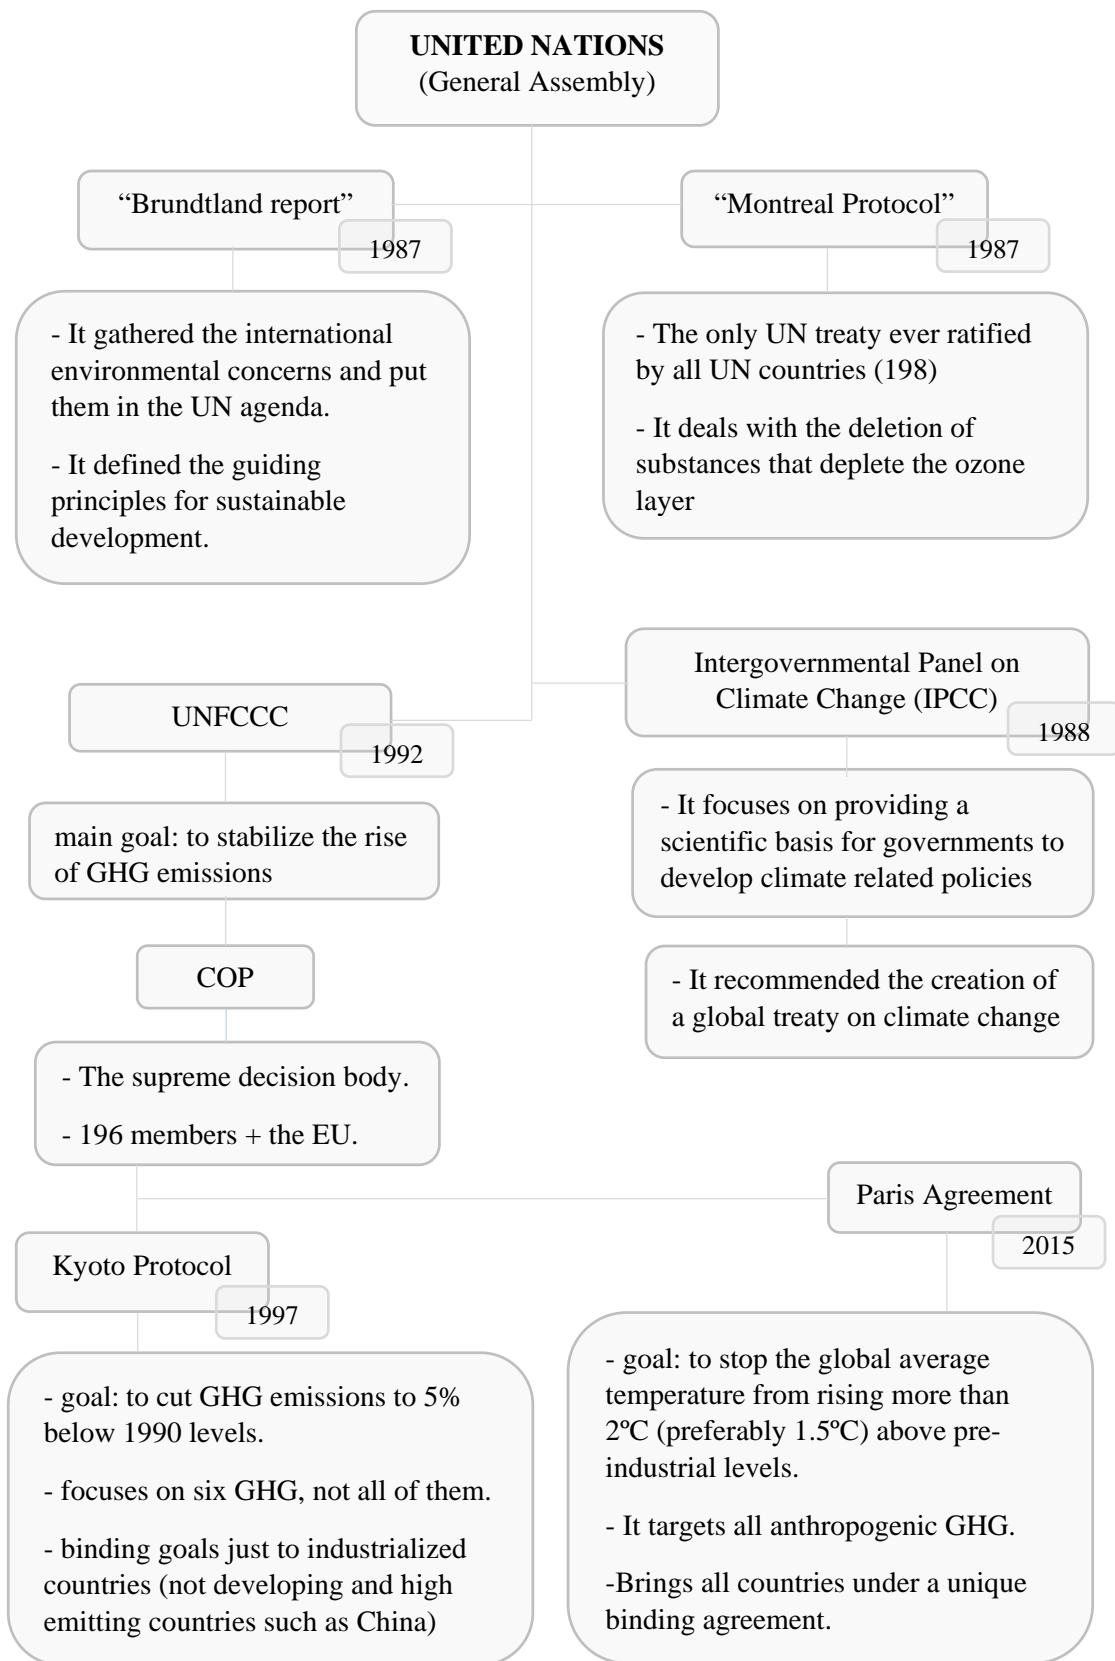 UNITED NATIONS
(General Assembly)
“Brundtland report”
1987
“Montreal Protocol”
1987
- It gathered the international
environmental concerns and put
them in the UN agenda.
- It defined the guiding
principles for sustainable
development.
- The only UN treaty ever ratified
by all UN countries (198)
- It deals with the deletion of
substances that deplete the ozone
layer
Intergovernmental Panel on
Climate Change (IPCC)
1988
UNFCCC
1992
main goal: to stabilize the rise
of GHG emissions
- It focuses on providing a
scientific basis for governments to
develop climate related policies
COP
- It recommended the creation of
a global treaty on climate change
- The supreme decision body.
- 196 members + the EU.
Paris Agreement
2015
Kyoto Protocol
1997
- goal: to cut GHG emissions to 5%
below 1990 levels.
- focuses on six GHG, not all of them.
- binding goals just to industrialized
countries (not developing and high
emitting countries such as China)
- goal: to stop the global average
temperature from rising more than
2ºC (preferably 1.5ºC) above pre-
industrial levels.
- It targets all anthropogenic GHG.
-Brings all countries under a unique
binding agreement.